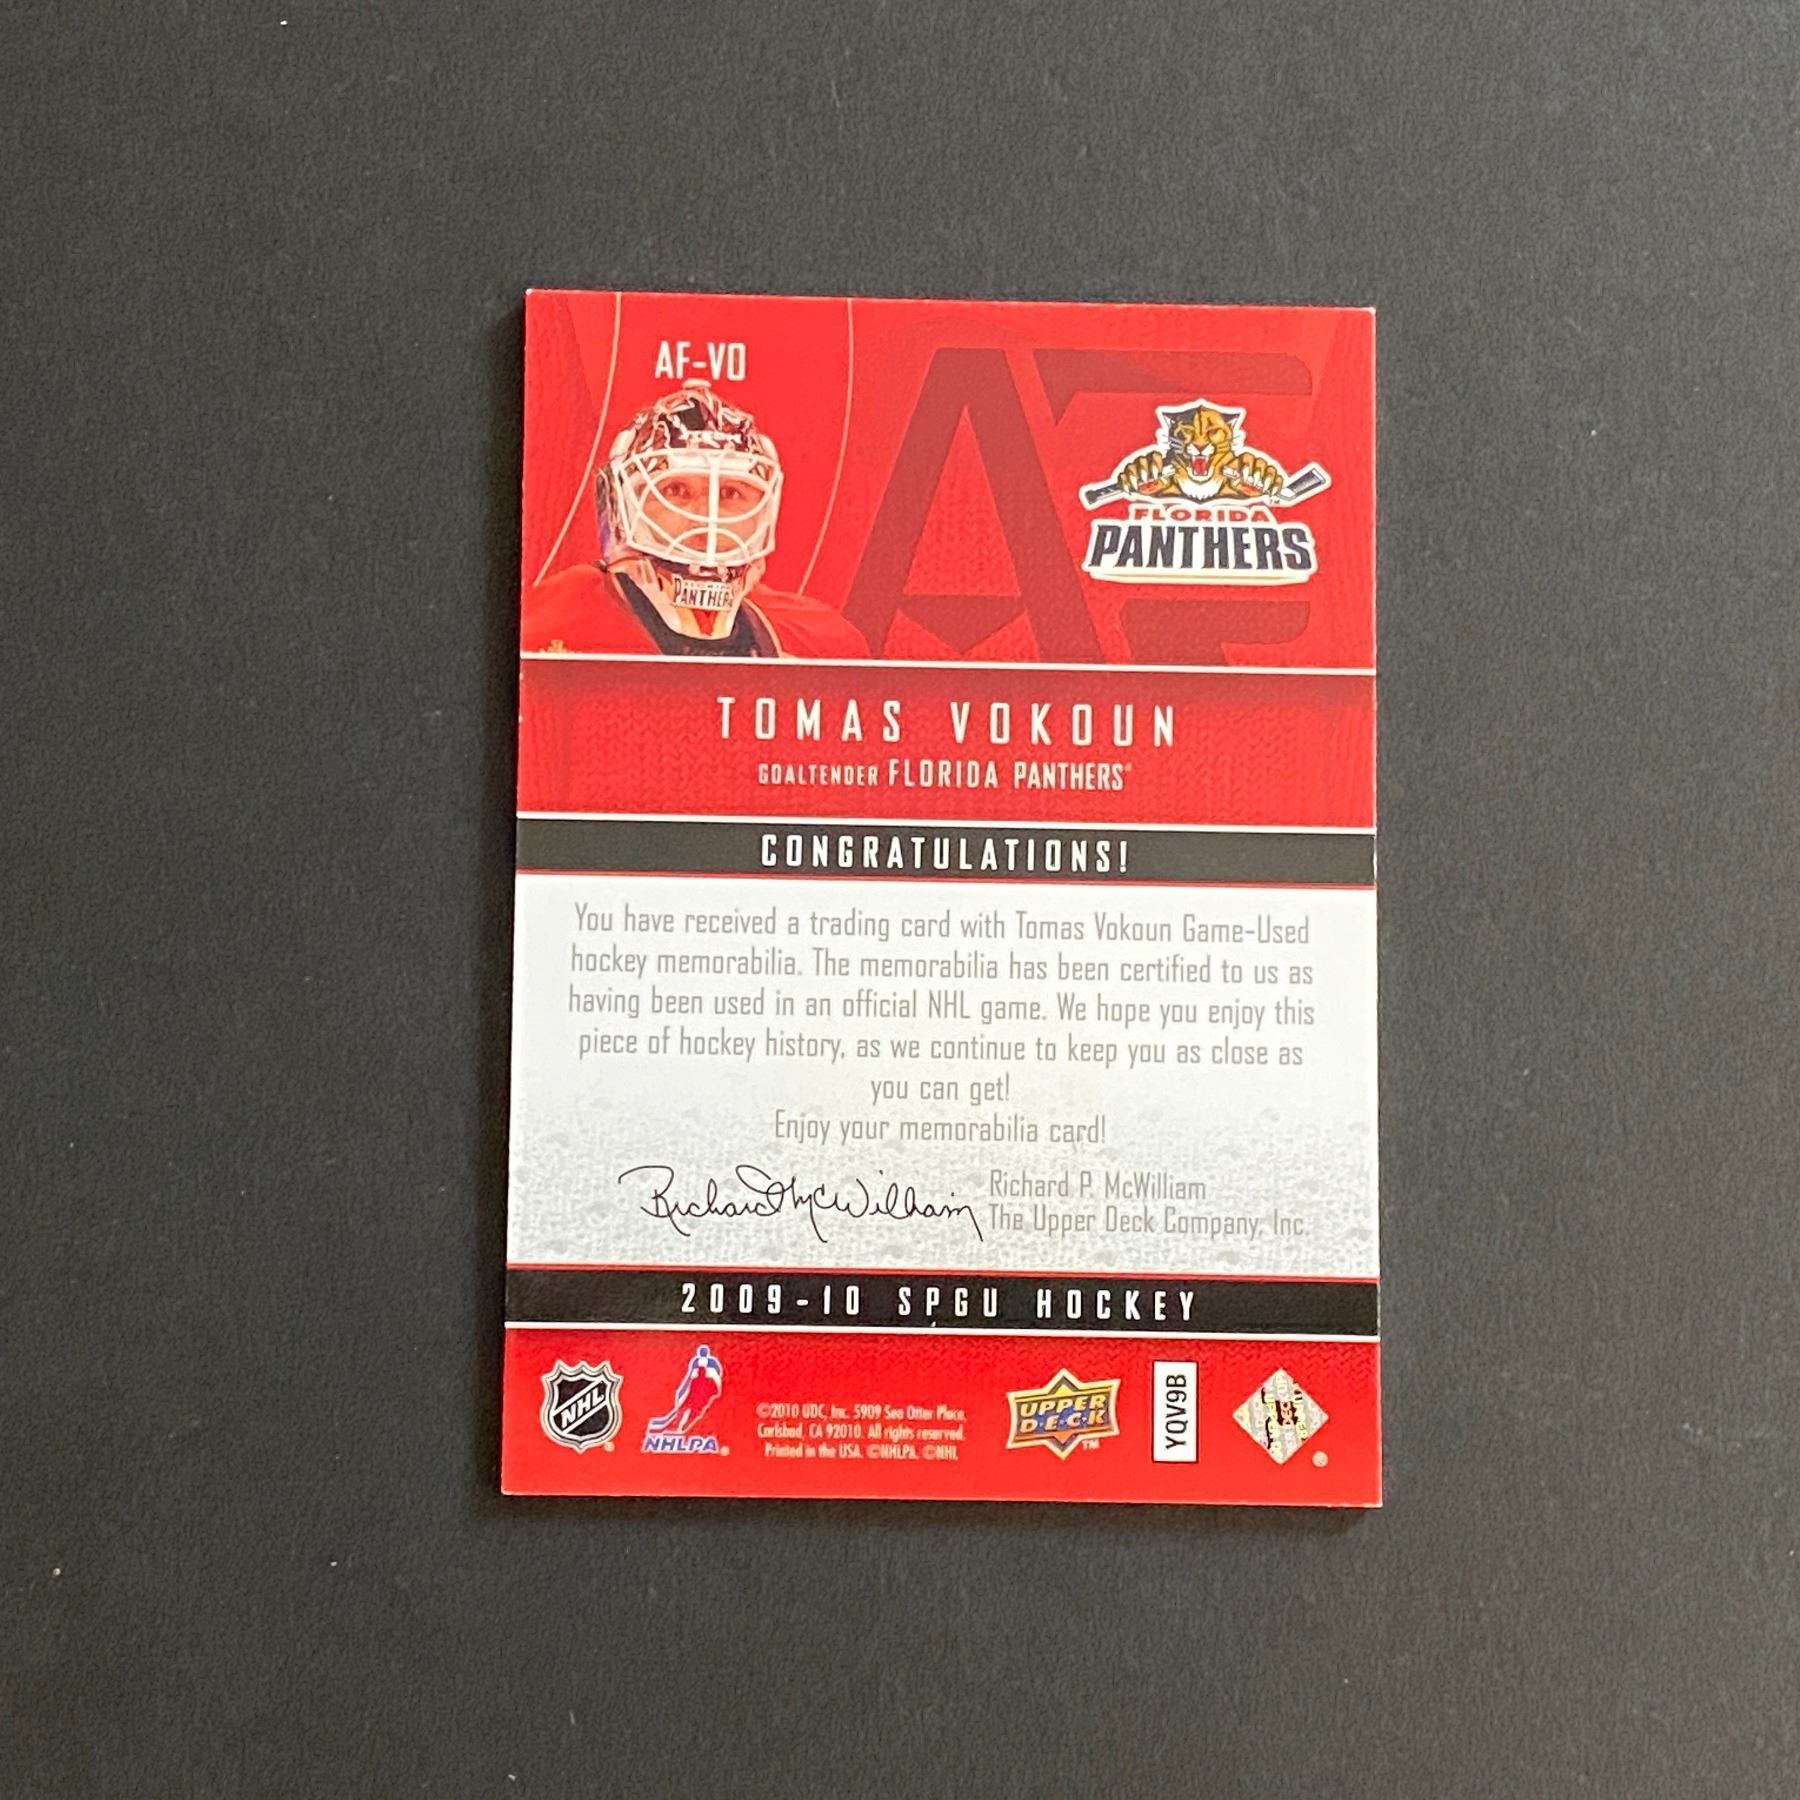 AF-VO
AF
FLORIDA
PANTHERS
PANTHERS
TOMAS VOKOUN
GOALTENDER FLORIDA PANTHERS®
CONGRATULATIONS!
You have received a trading card with Tomas Vokoun Game-Used
hockey memorabilia. The memorabilia has been certified to us as
having been used in an official NHL game. We hope you enjoy this
piece of hockey history, as we continue to keep you as close as
you can get!
Enjoy your memorabilia card!
Richard McWilliam
Richard P. McWilliam
The Upper Deck Company, Inc.
2009-10 SPGU HOCKEY
NHL ®
NHLPA®
©2010 UDC, Inc. 5909 Sea Otter Place,
Carlsbad, CA 92010. All rights reserved.
Printed in the USA. ©NHLPA. ©NHL
UPPER
DECK
TM
YQV9B
®